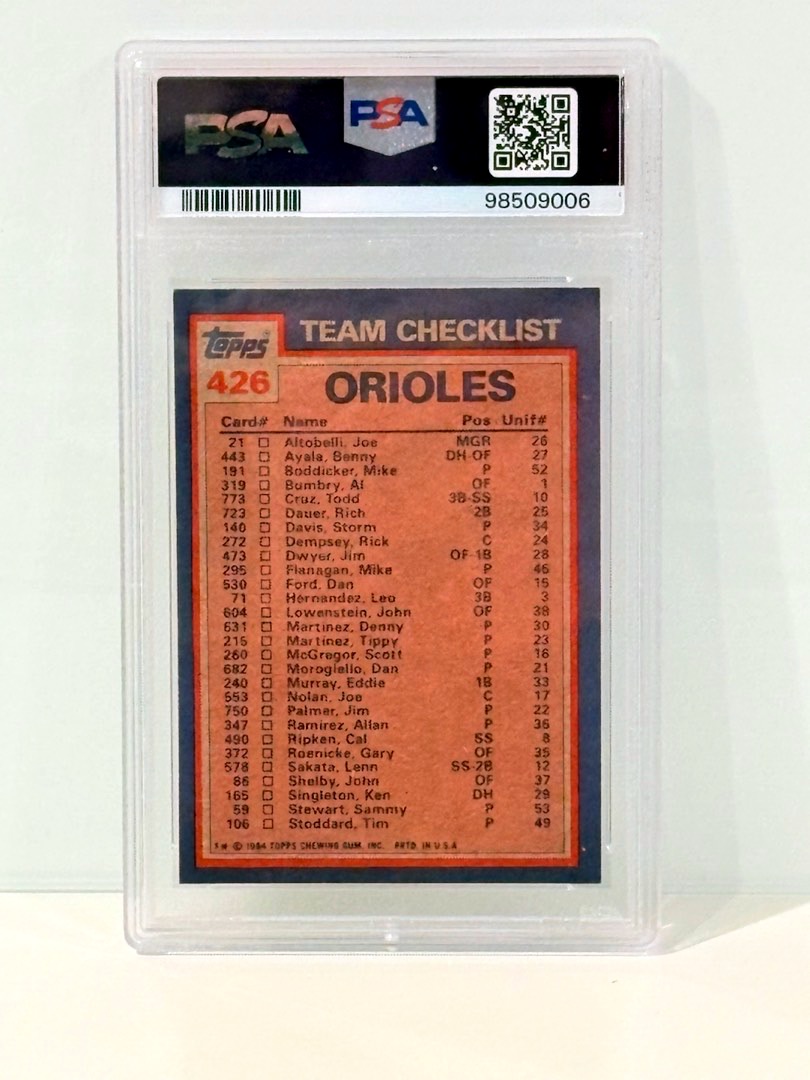 PSA PSA
98509006
topps TEAM CHECKLIST
426 ORIOLES
Card# Name Pos Unif#
21 Altobelli, Joe MGR 26
443 Ayala, Benny DH-OF 27
191 Boddicker, Mike P 52
319 Bumbry, Al OF 1
773 Cruz, Todd 3B-SS 10
723 Dauer, Rich 2B 25
140 Davis, Storm P 34
272 Dempsey, Rick C 24
473 Dwyer, Jim OF-1B 28
295 Flanagan, Mike P 46
530 Ford, Dan OF 15
71 Hernandez, Leo 3B 3
604 Lowenstein, John OF 38
631 Martinez, Denny P 30
215 Martinez, Tippy P 23
260 McGregor, Scott P 16
682 Morogiello, Dan P 21
240 Murray, Eddie 1B 33
553 Nolan, Joe C 17
750 Palmer, Jim P 22
347 Ramirez, Allan P 36
490 Ripken, Cal SS 8
372 Roenicke, Gary OF 35
578 Sakata, Lenn SS-2B 12
86 Shelby, John OF 37
165 Singleton, Ken DH 29
59 Stewart, Sammy P 53
106 Stoddard, Tim P 49
© 1984 TOPPS CHEWING GUM, INC. PRTD. IN U.S.A.